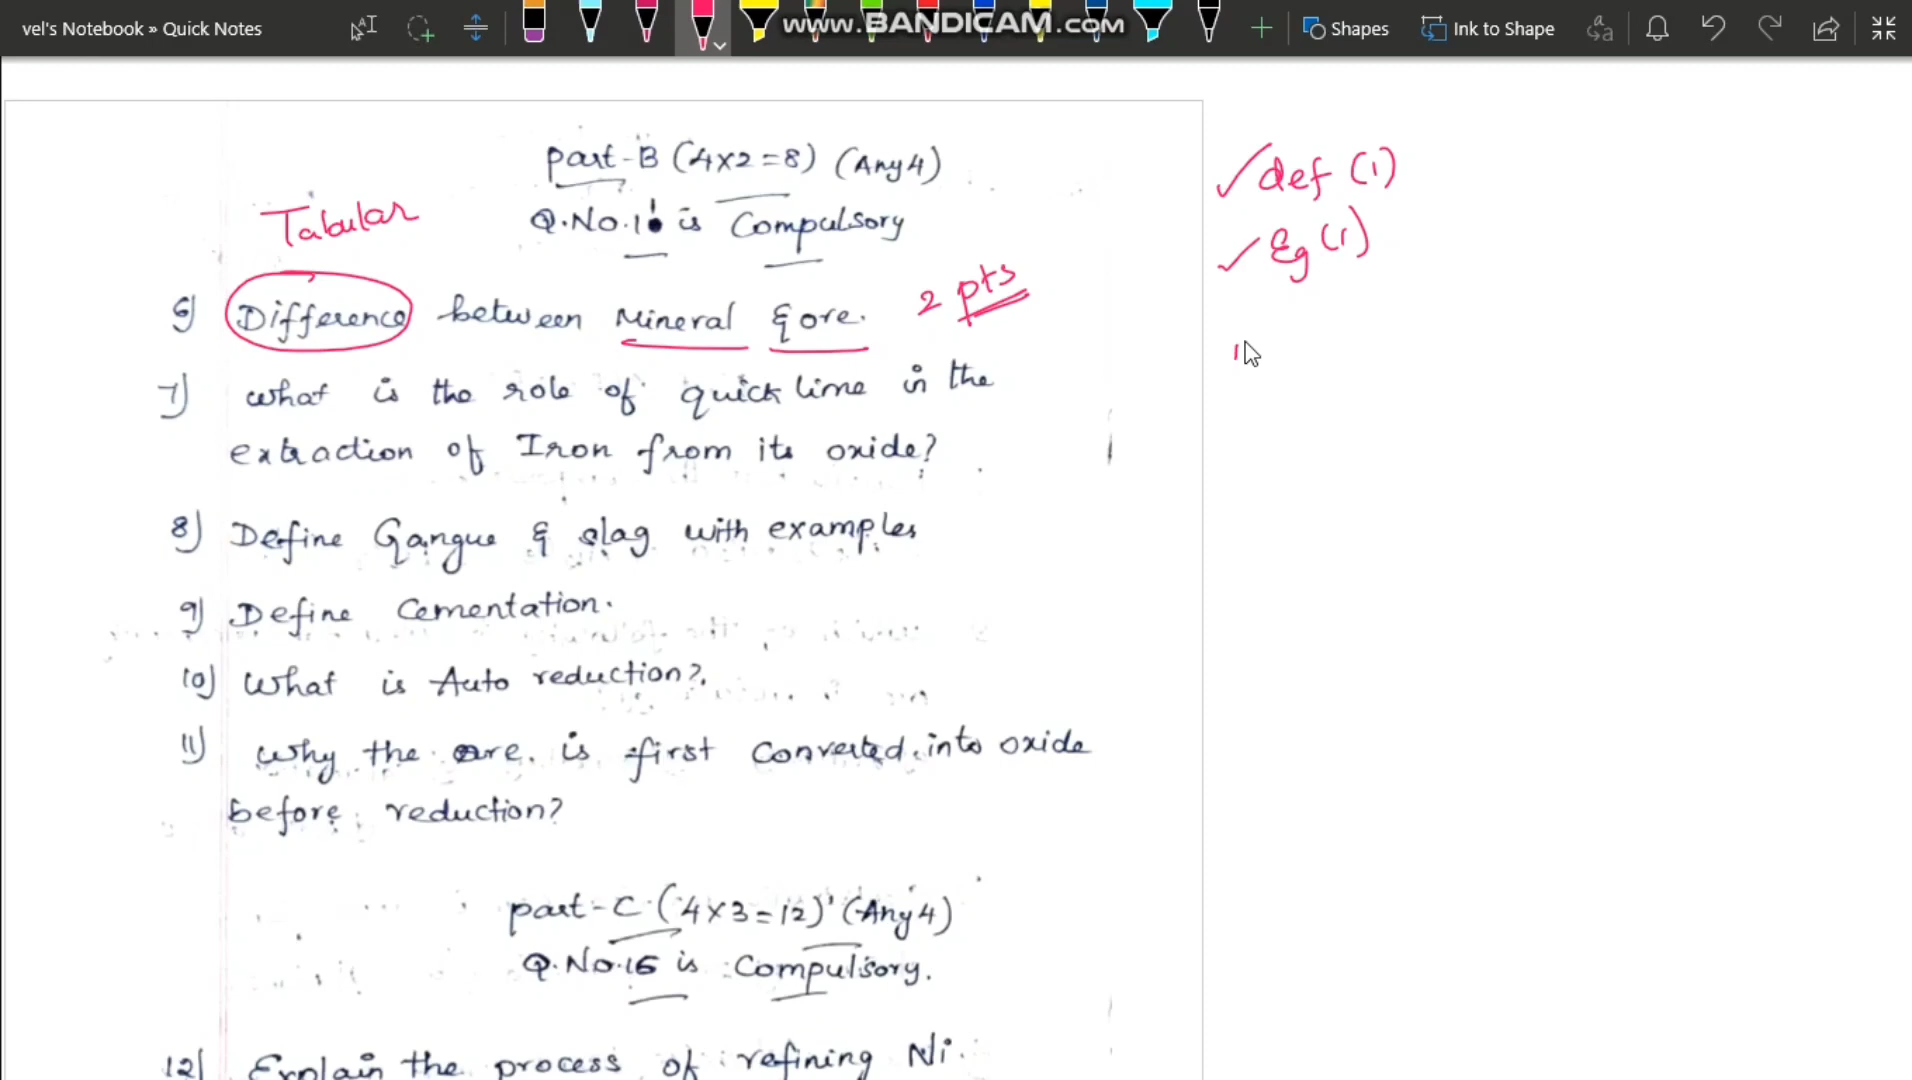 vel's Notebook » Quick Notes
www.BANDICAM.com
Shapes
Ink to Shape
part-B (4x2=8) (Any 4)
Q.No.11 is Compulsory
Tabular
6) Difference between Mineral & ore.
2 pts
7) what is the role of quick lime in the
extraction of Iron from its oxide?
8) Define Gangue & slag with examples
9) Define Cementation.
10) What is Auto reduction?
11) Why the ore is first converted into oxide
before reduction?
part-C (4x3=12) (Any 4)
Q.No.16 is Compulsory.
12) Explain the process of refining Ni.
✓ def (1)
✓ Eg (1)